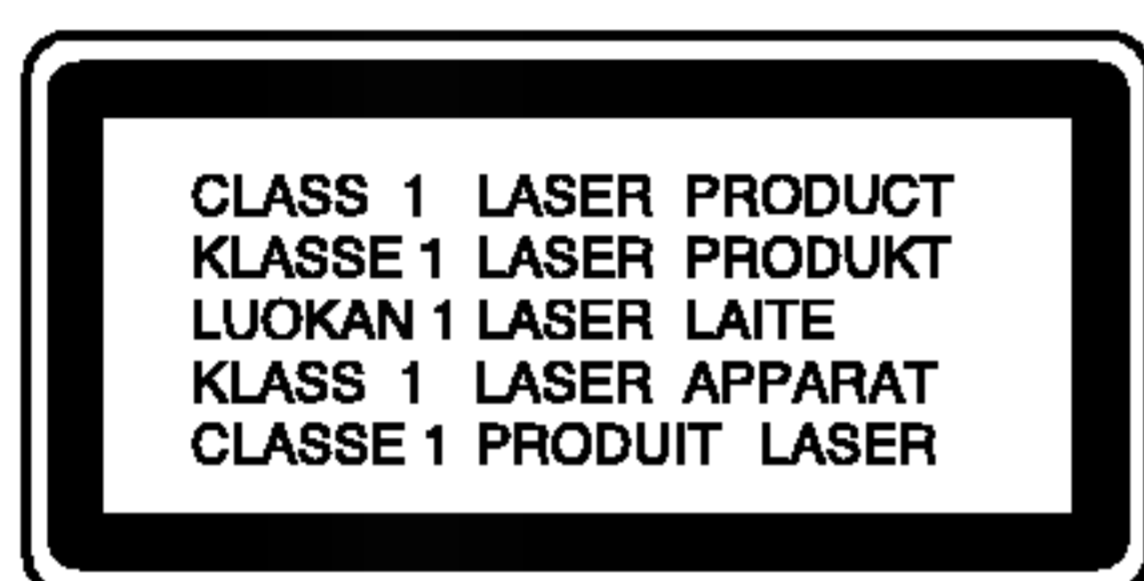 CLASS 1 LASER PRODUCT
KLASSE 1 LASER PRODUKT
LUOKAN 1 LASER LAITE
KLASS 1 LASER APPARAT
CLASSE 1 PRODUIT LASER